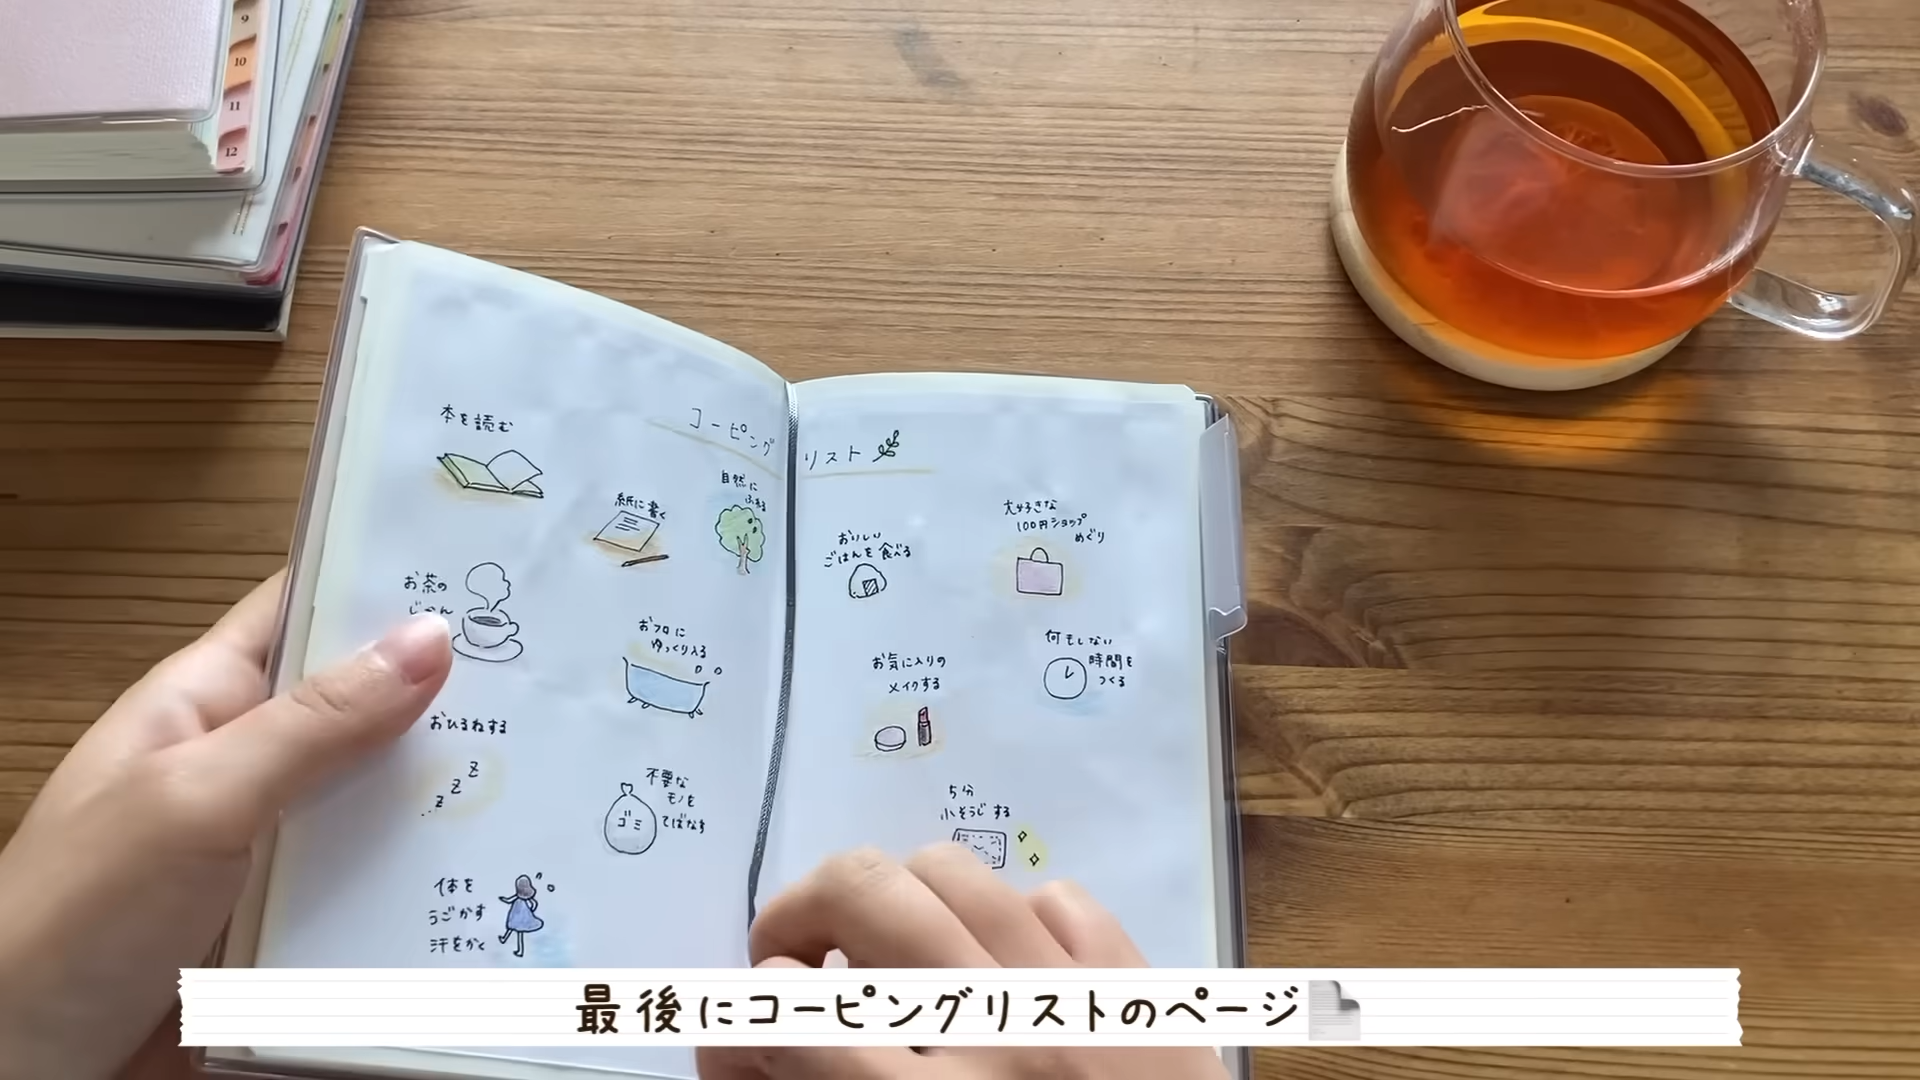 9
10
11
12
コーピング リスト
本を読む
紙に書く
自然に
ふれる
お茶の
じかん
おフロに
ゆっくり入る
おひるねする
z
z
z
不要な
モノを
てばなす
ゴミ
体を
うごかす
汗をかく
おいしい
ごはんを食べる
大好きな
100円ショップ
めぐり
お気に入りの
メイクする
何もしない
時間を
つくる
5分
小そうじする
最後にコーピングリストのページ